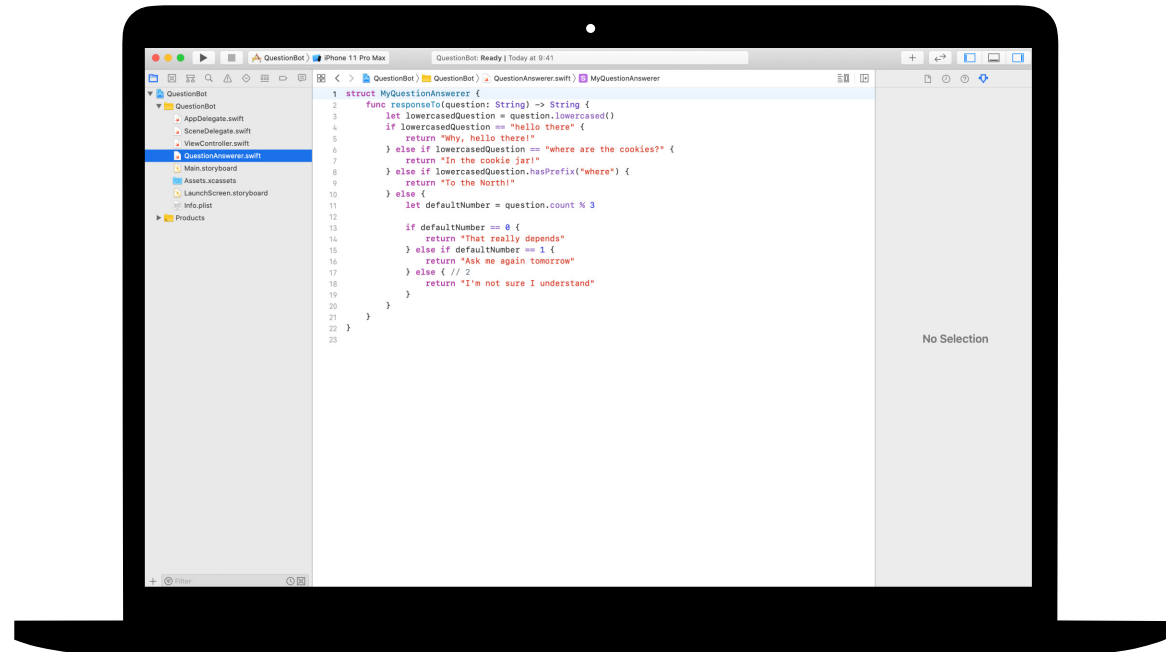 QuestionBot › iPhone 11 Pro Max
QuestionBot: Ready | Today at 9:41
QuestionBot › QuestionBot › QuestionAnswerer.swift › S MyQuestionAnswerer
QuestionBot
QuestionBot
AppDelegate.swift
SceneDelegate.swift
ViewController.swift
QuestionAnswerer.swift
Main.storyboard
Assets.xcassets
LaunchScreen.storyboard
Info.plist
Products
Filter
1 struct MyQuestionAnswerer {
2     func responseTo(question: String) -> String {
3         let lowercasedQuestion = question.lowercased()
4         if lowercasedQuestion == "hello there" {
5             return "Why, hello there!"
6         } else if lowercasedQuestion == "where are the cookies?" {
7             return "In the cookie jar!"
8         } else if lowercasedQuestion.hasPrefix("where") {
9             return "To the North!"
10         } else {
11             let defaultNumber = question.count % 3
12
13             if defaultNumber == 0 {
14                 return "That really depends"
15             } else if defaultNumber == 1 {
16                 return "Ask me again tomorrow"
17             } else { // 2
18                 return "I'm not sure I understand"
19             }
20         }
21     }
22 }
23
No Selection